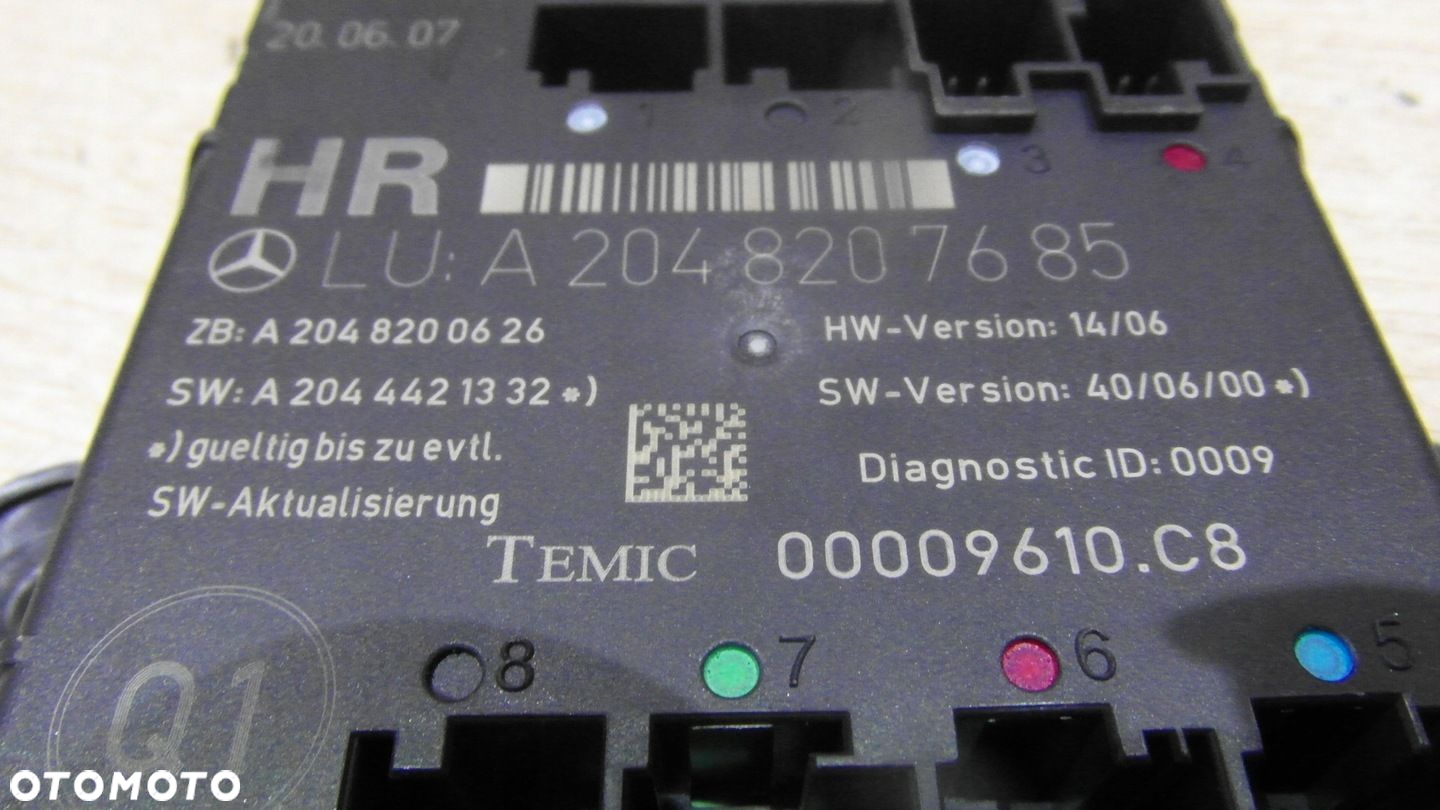 20.06.07
1 2
3 4
HR
LU: A 204 820 76 85
ZB: A 204 820 06 26
HW-Version: 14/06
SW: A 204 442 13 32 *)
SW-Version: 40/06/00 *)
*) gueltig bis zu evtl.
SW-Aktualisierung
Diagnostic ID: 0009
TEMIC 00009610.C8
8 7 6 5
Q1
OTOMOTO